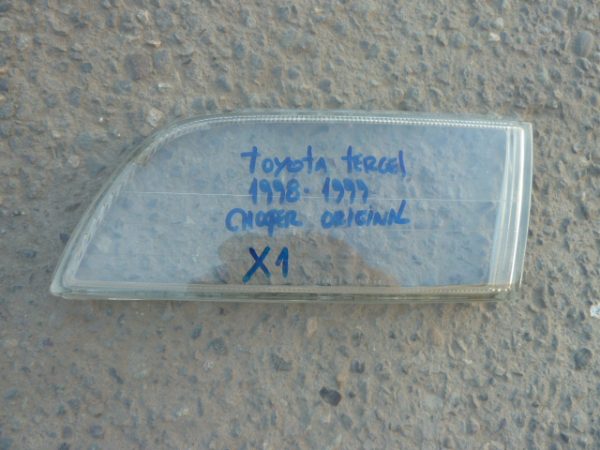 TOYOTA TERCEL
1998-1999
CHOFER ORIGINAL
X1